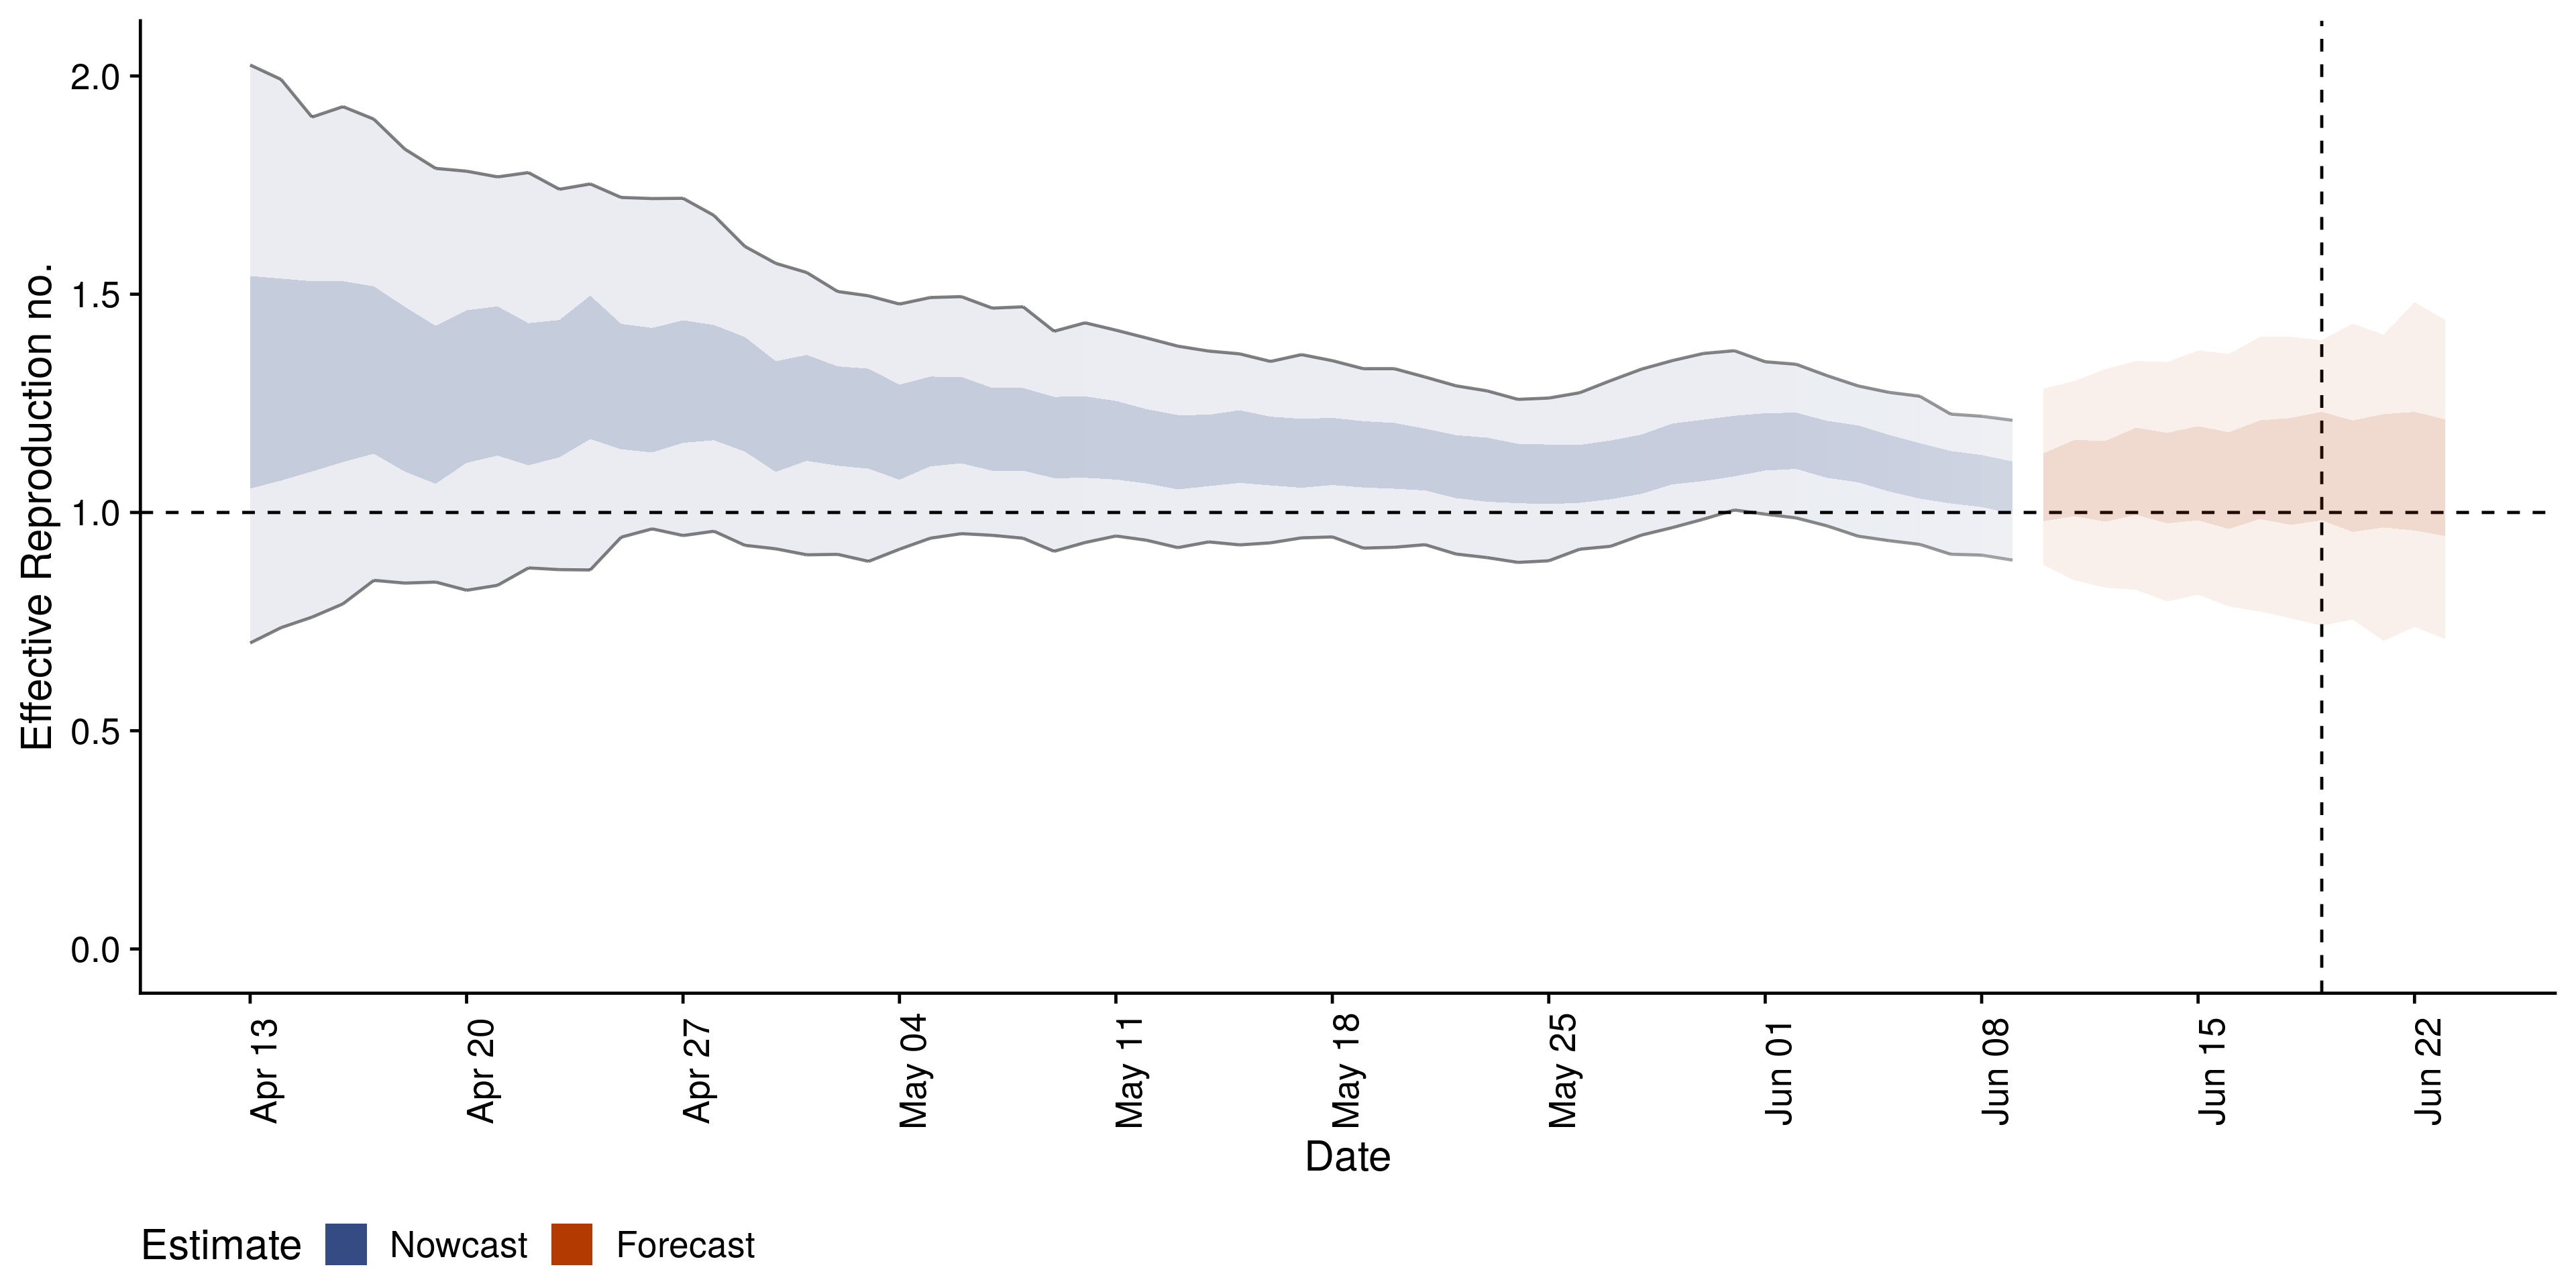 Effective Reproduction no.
2.0
1.5
1.0
0.5
0.0
Apr 13
Apr 20
Apr 27
May 04
May 11
May 18
May 25
Jun 01
Jun 08
Jun 15
Jun 22
Date
Estimate Nowcast Forecast